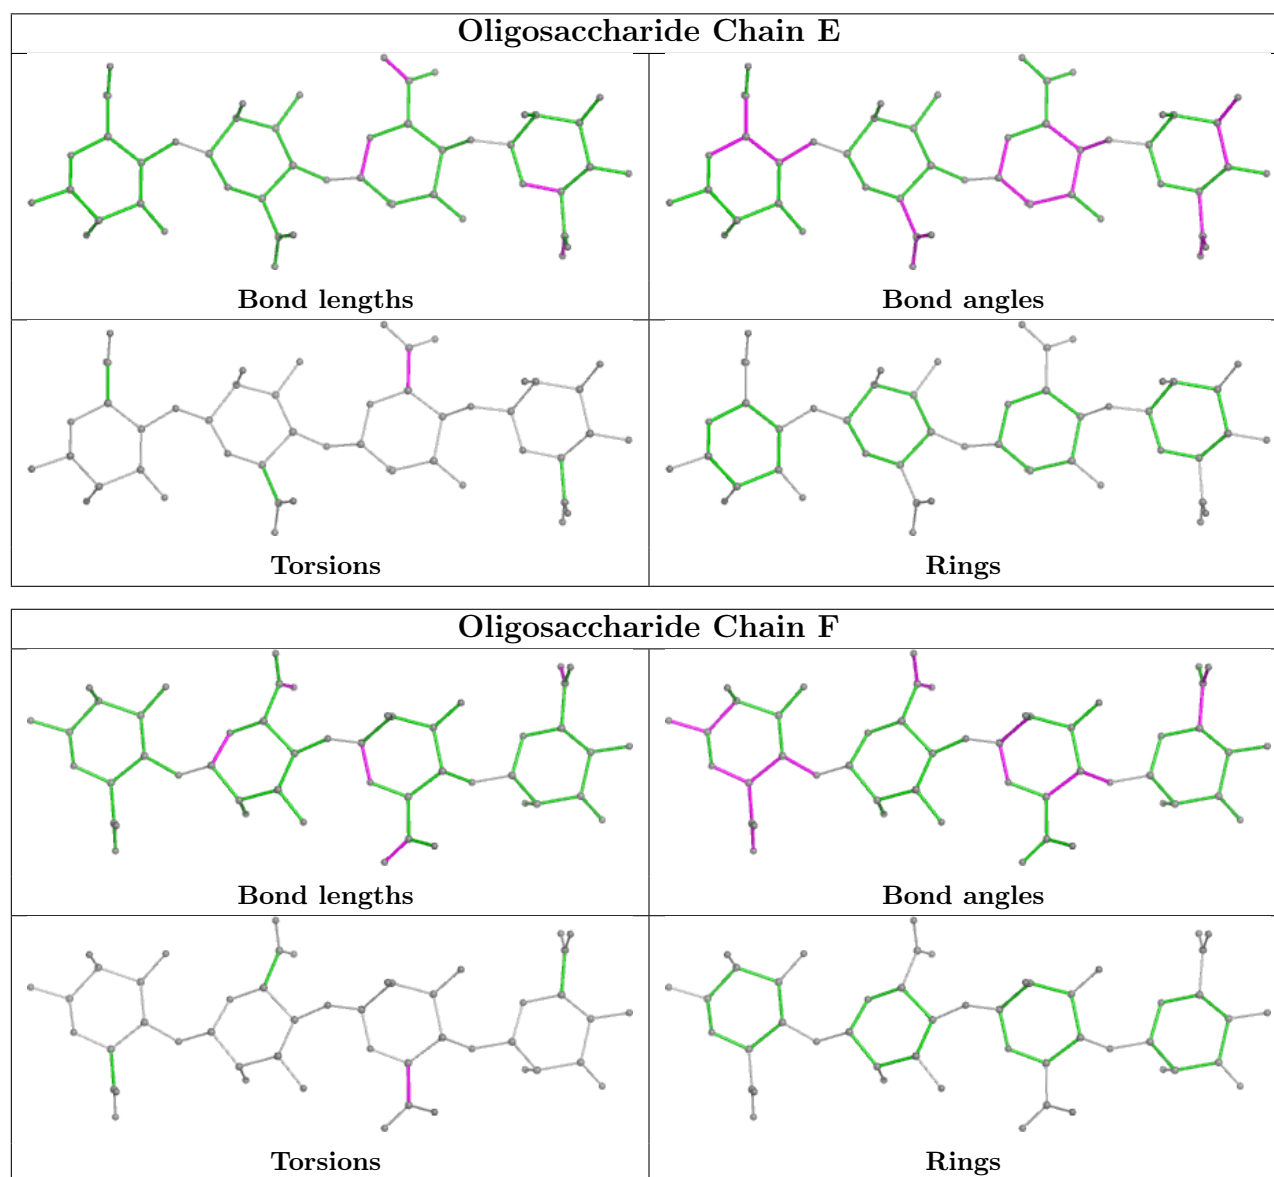 Oligosaccharide Chain E
Bond lengths
Bond angles
Torsions
Rings
Oligosaccharide Chain F
Bond lengths
Bond angles
Torsions
Rings